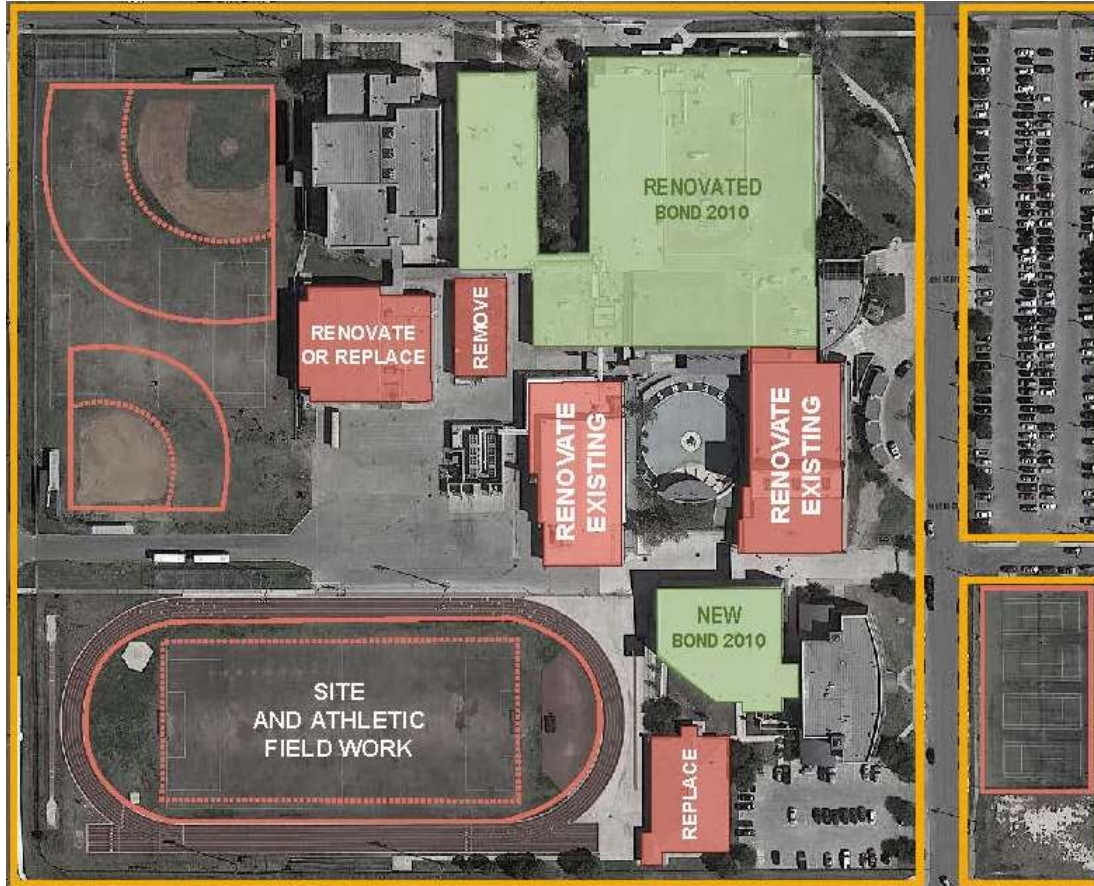 RENOVATED
BOND 2010
RENOVATE
OR REPLACE
REMOVE
RENOVATE
EXISTING
RENOVATE
EXISTING
NEW
BOND 2010
SITE
AND ATHLETIC
FIELD WORK
REPLACE